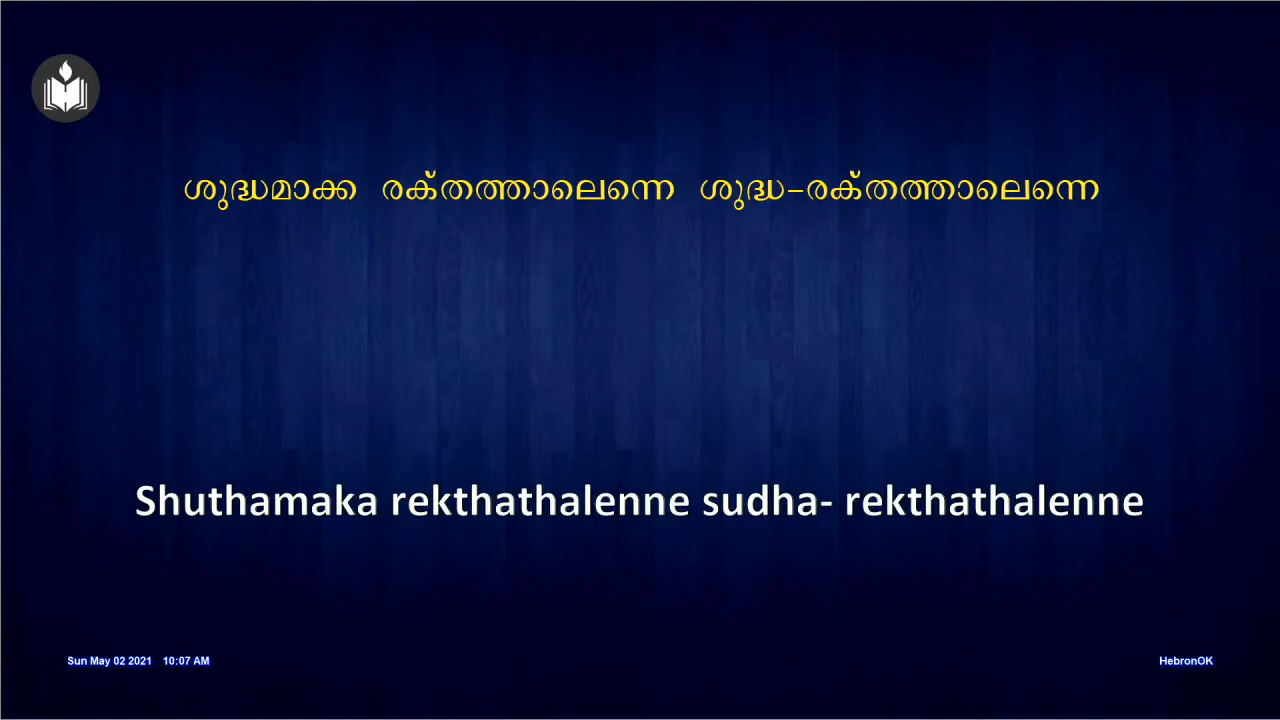 ശുദ്ധമാക്ക രക്തത്താലെന്നെ ശുദ്ധ-രക്തത്താലെന്നെ
Shuthamaka rekthathalenne sudha- rekthathalenne
Sun May 02 2021 10:07 AM
HebronOK